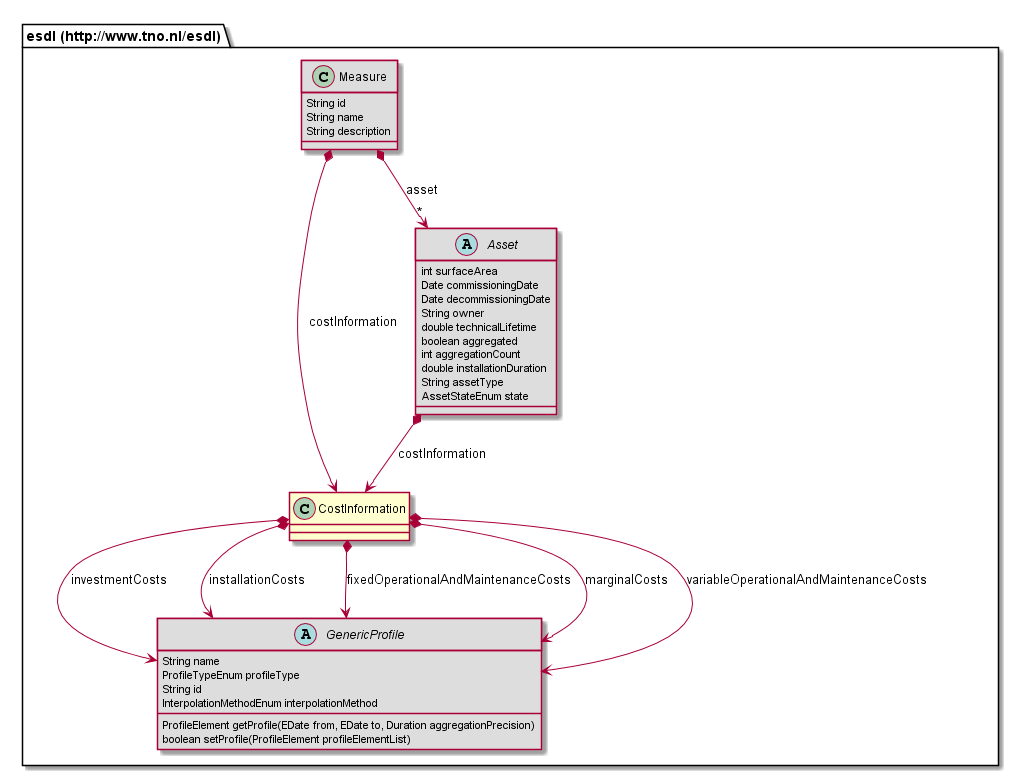 esdl (http://www.tno.nl/esdl)
C Measure
String id
String name
String description
asset
*
A Asset
int surfaceArea
Date commissioningDate
Date decommissioningDate
String owner
double technicalLifetime
boolean aggregated
int aggregationCount
double installationDuration
String assetType
AssetStateEnum state
costInformation
costInformation
C CostInformation
investmentCosts
installationCosts
fixedOperationalAndMaintenanceCosts
marginalCosts
variableOperationalAndMaintenanceCosts
A GenericProfile
String name
ProfileTypeEnum profileType
String id
InterpolationMethodEnum interpolationMethod
ProfileElement getProfile(EDate from, EDate to, Duration aggregationPrecision)
boolean setProfile(ProfileElement profileElementList)